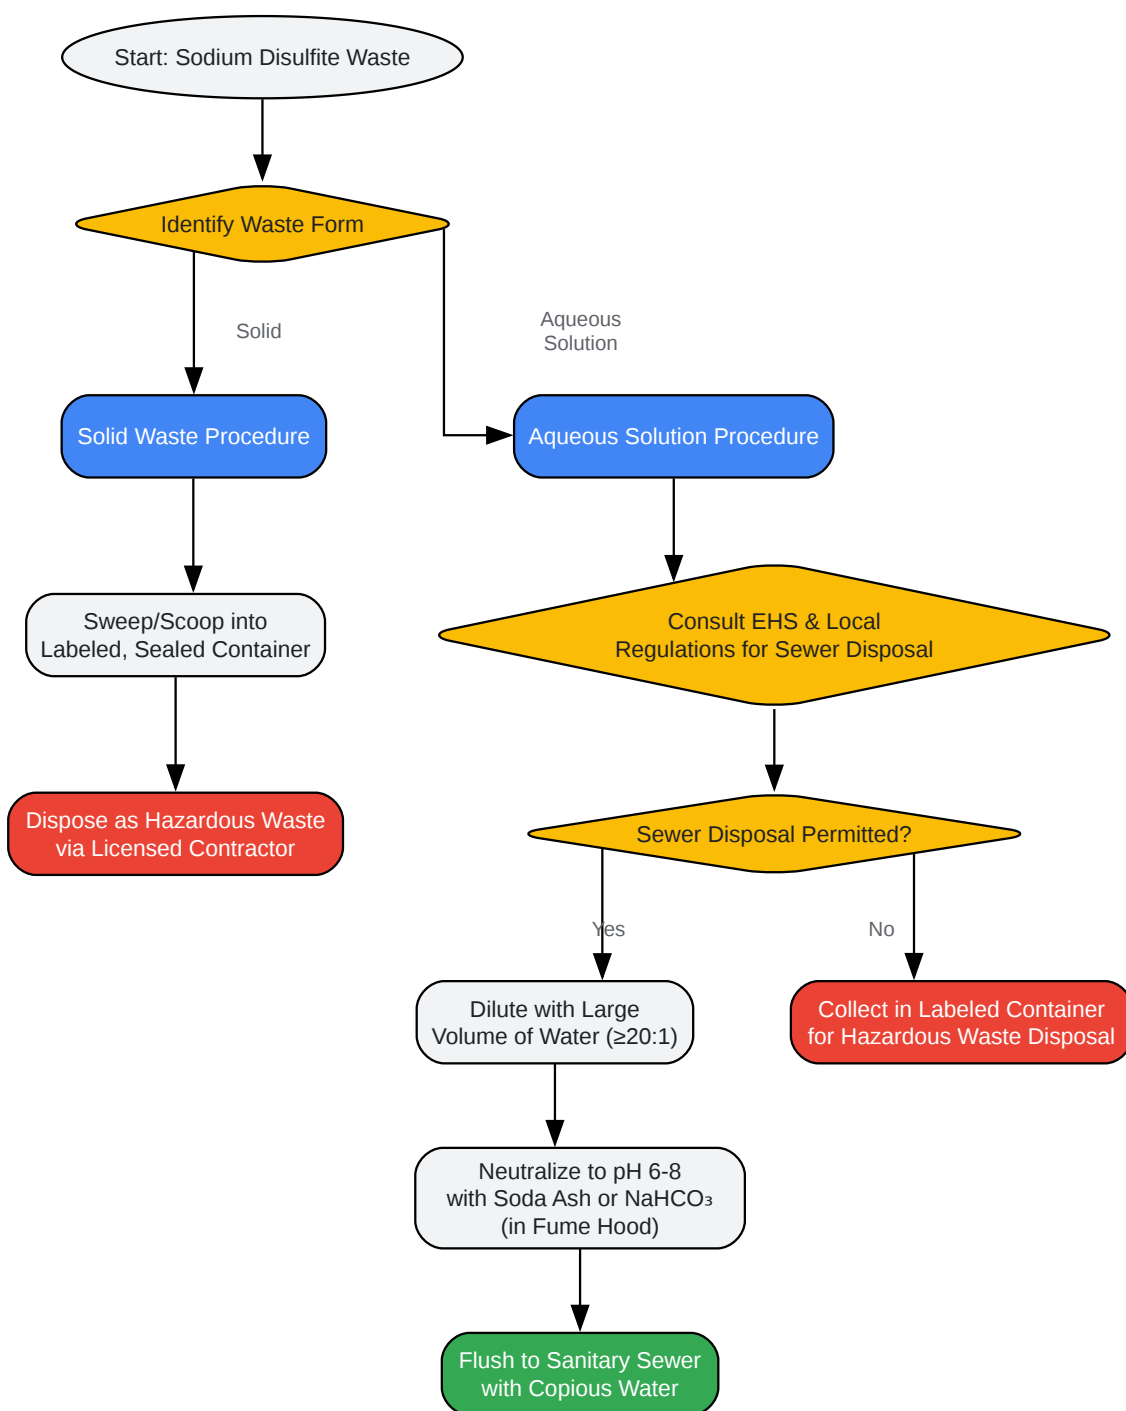 Start: Sodium Disulfite Waste
Identify Waste Form
Solid
Aqueous
Solution
Solid Waste Procedure
Aqueous Solution Procedure
Sweep/Scoop into
Labeled, Sealed Container
Consult EHS & Local
Regulations for Sewer Disposal
Dispose as Hazardous Waste
via Licensed Contractor
Sewer Disposal Permitted?
Yes
No
Dilute with Large
Volume of Water (≥20:1)
Collect in Labeled Container
for Hazardous Waste Disposal
Neutralize to pH 6-8
with Soda Ash or NaHCO₃
(in Fume Hood)
Flush to Sanitary Sewer
with Copious Water